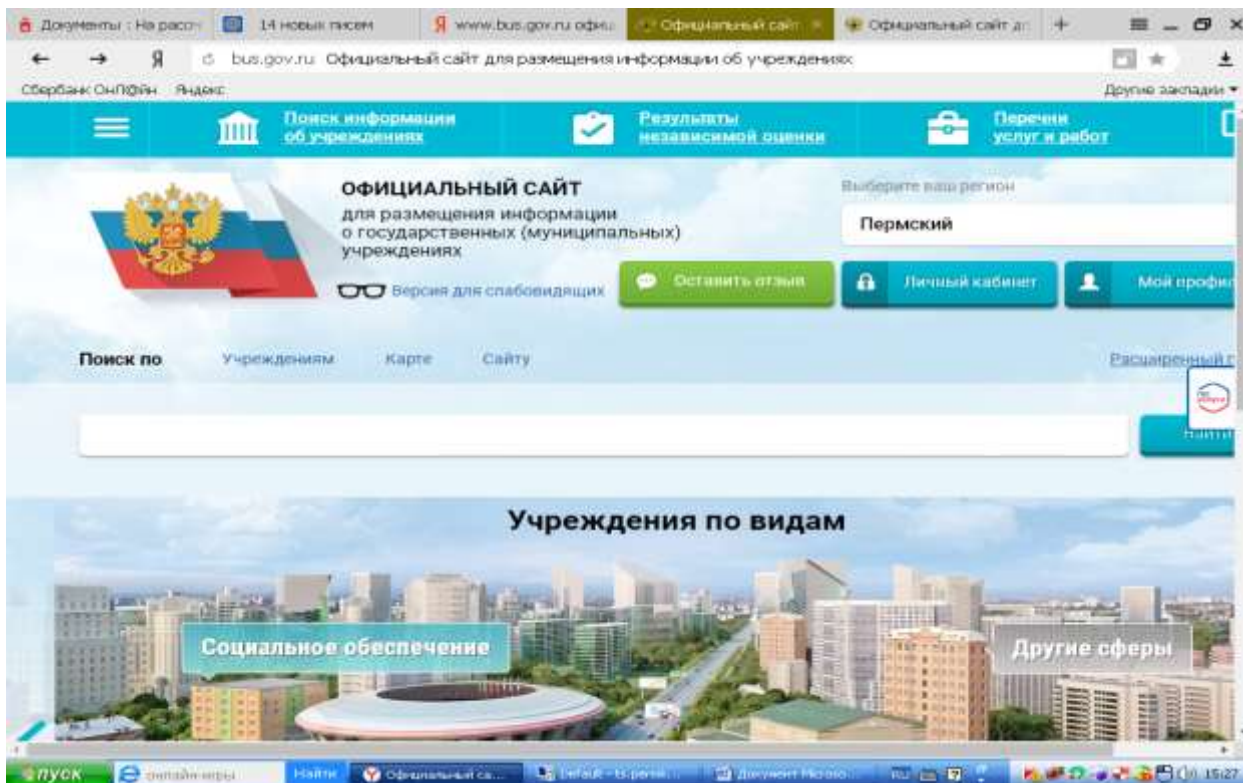 Документы : На рассм
14 новых писем
www.bus.gov.ru офиц
Официальный сайт
Официальный сайт дл
bus.gov.ru Официальный сайт для размещения информации об учреждениях
Сбербанк ОнЛ@йн Яндекс
Другие закладки
Поиск информации
об учреждениях
Результаты
независимой оценки
Перечни
услуг и работ
ОФИЦИАЛЬНЫЙ САЙТ
для размещения информации
о государственных (муниципальных)
учреждениях
Версия для слабовидящих
Выберите ваш регион
Пермский
Оставить отзыв
Личный кабинет
Мой профил
Поиск по Учреждениям Карте Сайту
Расширенный п
Найти
Учреждения по видам
Социальное обеспечение
Другие сферы
пуск
онлайн-игры
Найти
Официальный са...
Документ Microso...
RU
15:27